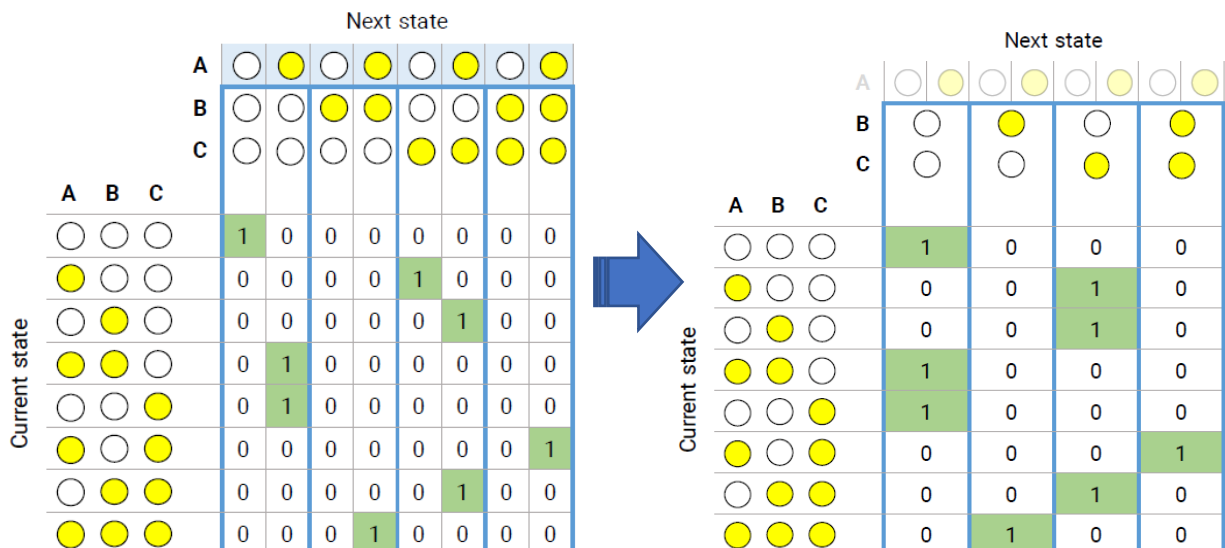 Next state
A
B
C
A B C
1 0 0 0 0 0 0 0
0 0 0 0 1 0 0 0
0 0 0 0 0 1 0 0
0 1 0 0 0 0 0 0
0 1 0 0 0 0 0 0
0 0 0 0 0 0 0 1
0 0 0 0 0 1 0 0
0 0 0 1 0 0 0 0
Current state
Next state
A
B
C
A B C
1 0 0 0
0 0 1 0
0 0 1 0
1 0 0 0
1 0 0 0
0 0 0 1
0 0 1 0
0 1 0 0
Current state